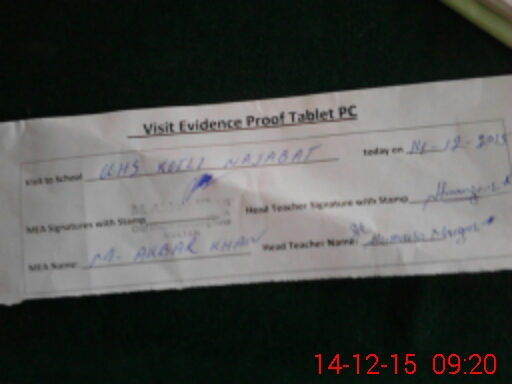 Visit Evidence Proof Tablet PC
Visit to School GHS KOLLI NAJABAT today on 14-12-2015
MEA Signatures with Stamp Head Teacher Signature with Stamp
MEA Name: M. AKBAR KHAN Head Teacher Name:
14-12-15 09:20